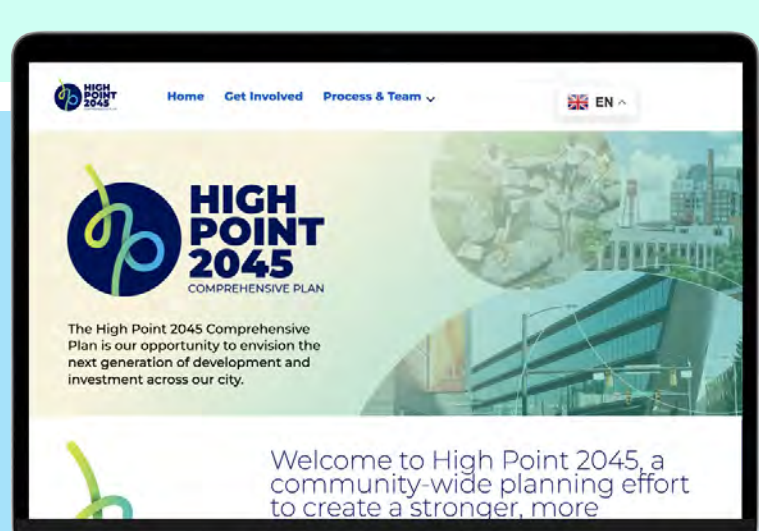 HIGH
POINT
2045
Home Get Involved Process & Team
EN
HIGH
POINT
2045
COMPREHENSIVE PLAN
The High Point 2045 Comprehensive
Plan is our opportunity to envision the
next generation of development and
investment across our city.
Welcome to High Point 2045, a
community-wide planning effort
to create a stronger, more